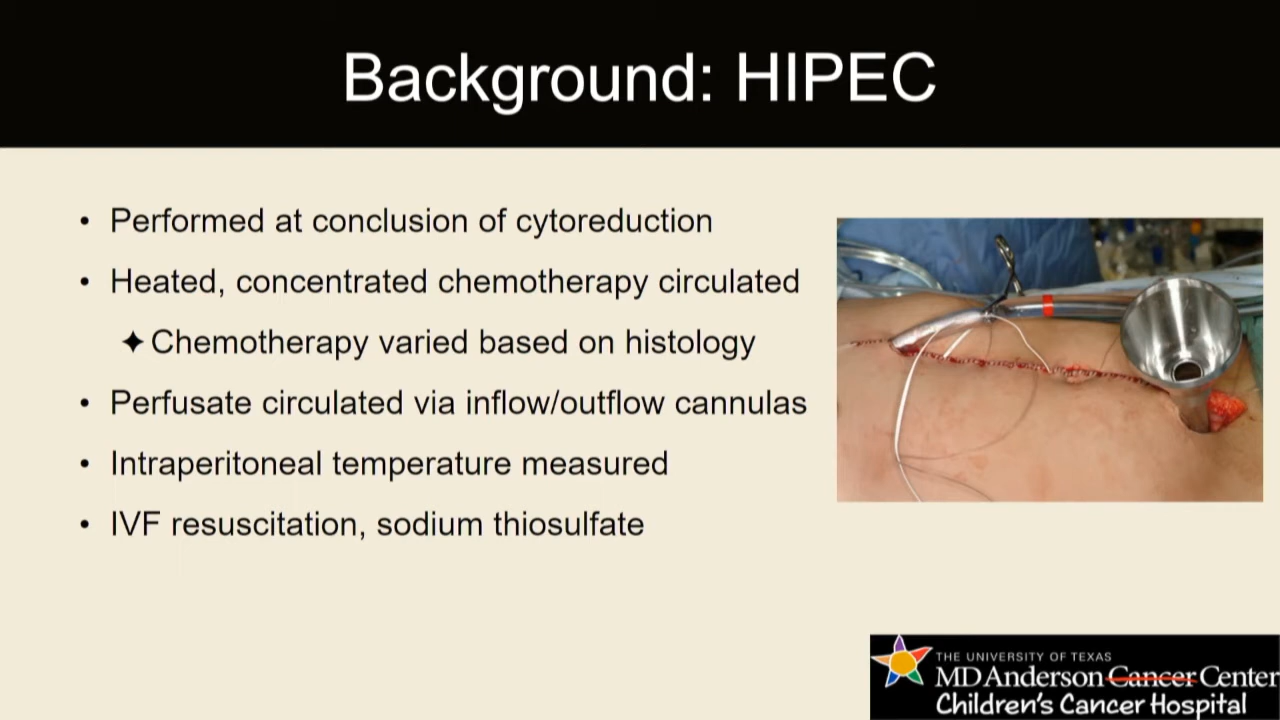 Background: HIPEC
• Performed at conclusion of cytoreduction
• Heated, concentrated chemotherapy circulated
✦ Chemotherapy varied based on histology
• Perfusate circulated via inflow/outflow cannulas
• Intraperitoneal temperature measured
• IVF resuscitation, sodium thiosulfate
THE UNIVERSITY OF TEXAS
MD Anderson Cancer Center
Children's Cancer Hospital